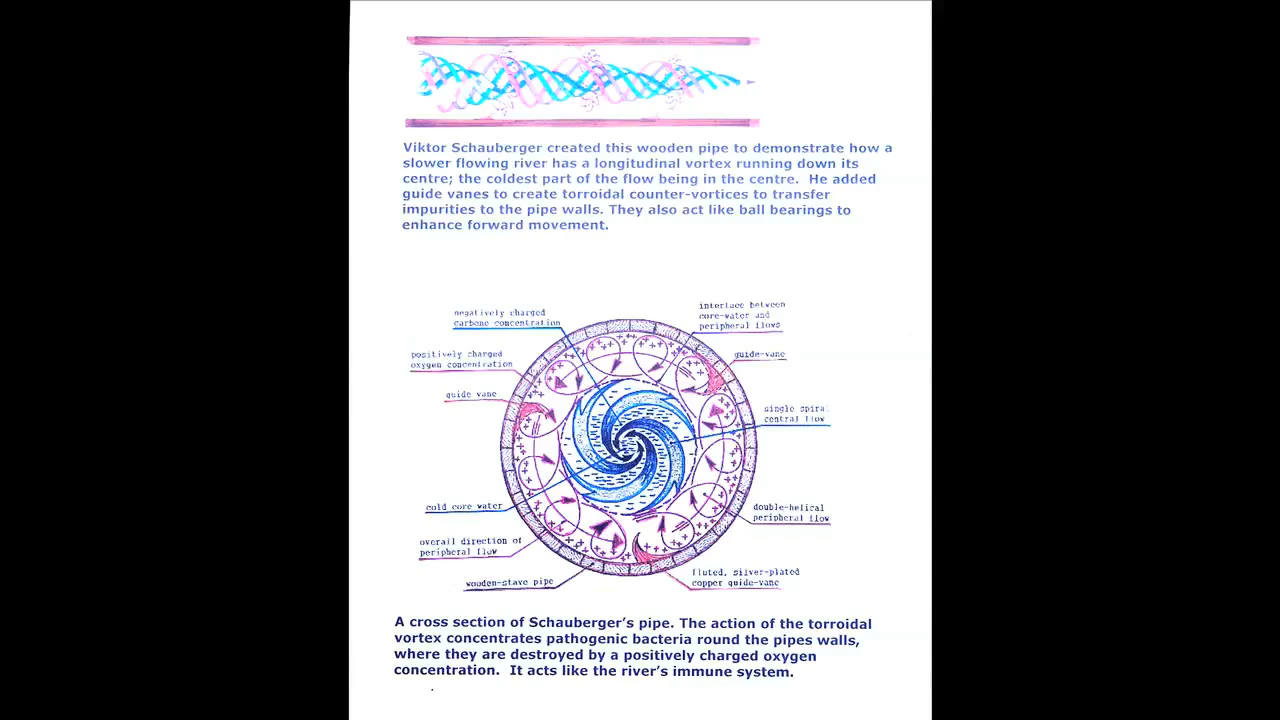 Viktor Schauberger created this wooden pipe to demonstrate how a
slower flowing river has a longitudinal vortex running down its
centre; the coldest part of the flow being in the centre.  He added
guide vanes to create torroidal counter-vortices to transfer
impurities to the pipe walls. They also act like ball bearings to
enhance forward movement.
negatively charged
carbone concentration
interface between
core-water and
peripheral flows
positively charged
oxygen concentration
guide-vane
guide vane
single spiral
central flow
cold core water
double-helical
peripheral flow
overall direction of
peripheral flow
wooden-stave pipe
fluted, silver-plated
copper guide-vane
A cross section of Schauberger's pipe. The action of the torroidal
vortex concentrates pathogenic bacteria round the pipes walls,
where they are destroyed by a positively charged oxygen
concentration.  It acts like the river's immune system.